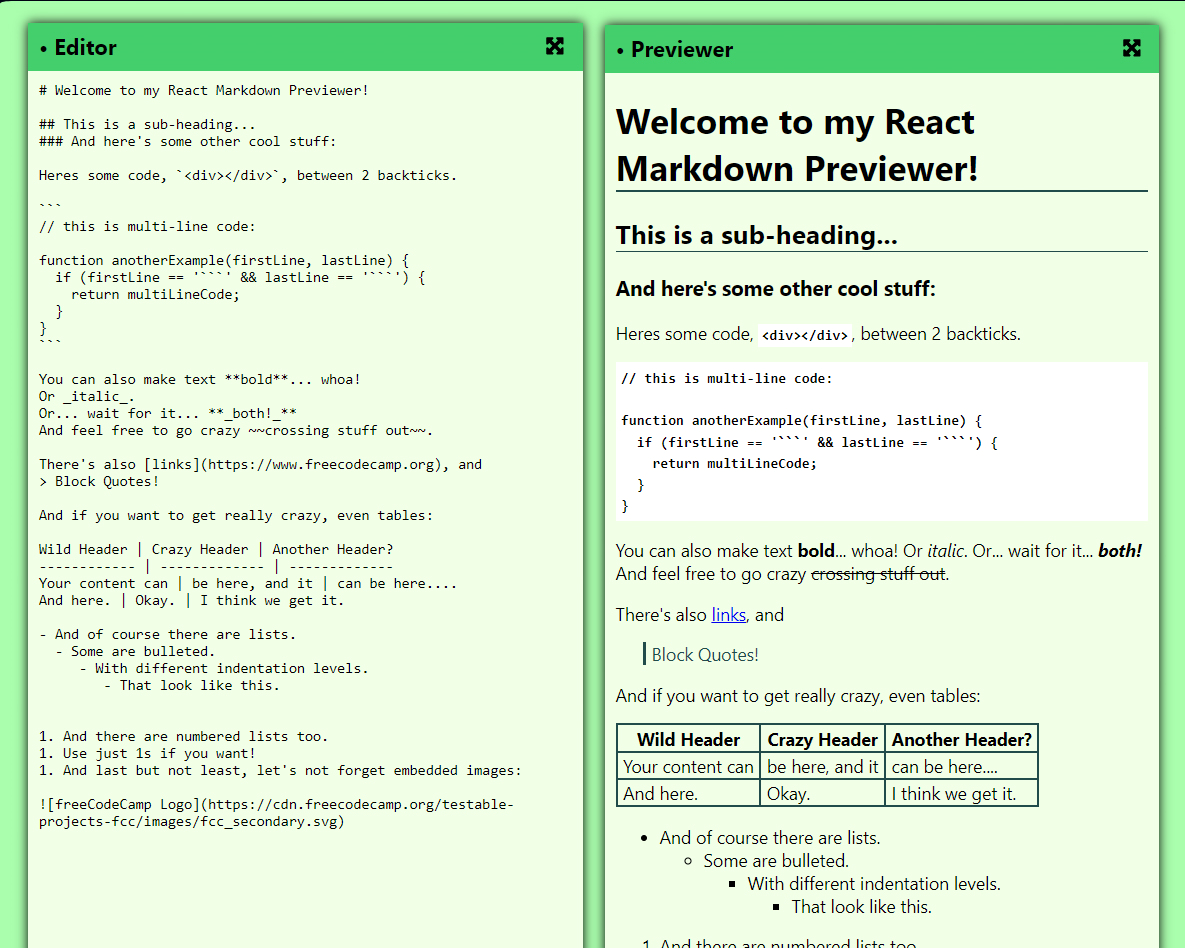 • Editor
# Welcome to my React Markdown Previewer!
## This is a sub-heading...
### And here's some other cool stuff:
Heres some code, `<div></div>`, between 2 backticks.
```
// this is multi-line code:
function anotherExample(firstLine, lastLine) {
  if (firstLine == '```' && lastLine == '```') {
    return multiLineCode;
  }
}
```
You can also make text **bold**... whoa!
Or _italic_.
Or... wait for it... **_both!_**
And feel free to go crazy ~~crossing stuff out~~.
There's also [links](https://www.freecodecamp.org), and
> Block Quotes!
And if you want to get really crazy, even tables:
Wild Header | Crazy Header | Another Header?
------------ | ------------- | -------------
Your content can | be here, and it | can be here....
And here. | Okay. | I think we get it.
- And of course there are lists.
  - Some are bulleted.
     - With different indentation levels.
        - That look like this.
1. And there are numbered lists too.
1. Use just 1s if you want!
1. And last but not least, let's not forget embedded images:
![freeCodeCamp Logo](https://cdn.freecodecamp.org/testable-
projects-fcc/images/fcc_secondary.svg)
• Previewer
Welcome to my React
Markdown Previewer!
This is a sub-heading...
And here's some other cool stuff:
Heres some code, <div></div>, between 2 backticks.
// this is multi-line code:
function anotherExample(firstLine, lastLine) {
  if (firstLine == '```' && lastLine == '```') {
    return multiLineCode;
  }
}
You can also make text bold... whoa! Or italic. Or... wait for it... both!
And feel free to go crazy crossing stuff out.
There's also links, and
Block Quotes!
And if you want to get really crazy, even tables:
Wild Header Crazy Header Another Header?
Your content can be here, and it can be here....
And here. Okay. I think we get it.
• And of course there are lists.
◦ Some are bulleted.
▪ With different indentation levels.
▪ That look like this.
1. And there are numbered lists too.